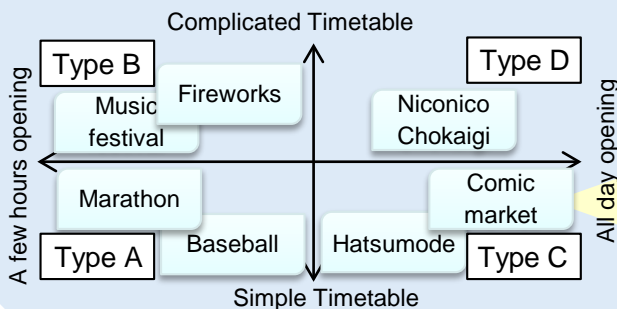 Complicated Timetable
Type B
Type D
Fireworks
Music
festival
Niconico
Chokaigi
A few hours opening
All day opening
Marathon
Comic
market
Baseball
Hatsumode
Type A
Type C
Simple Timetable